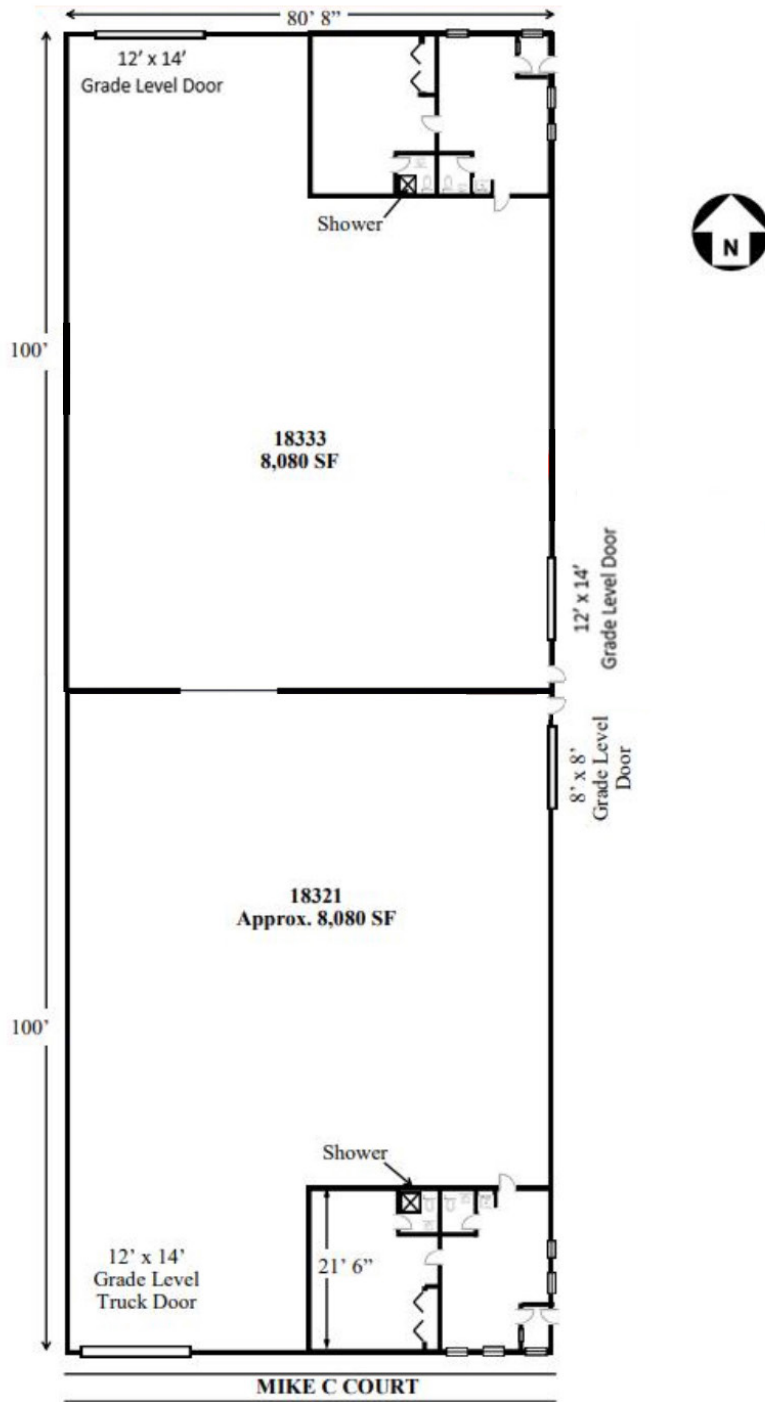 80' 8”
12' x 14'
Grade Level Door
Shower
N
100'
18333
8,080 SF
12' x 14'
Grade Level Door
8' x 8'
Grade Level
Door
18321
Approx. 8,080 SF
100'
Shower
21' 6”
12' x 14'
Grade Level
Truck Door
MIKE C COURT